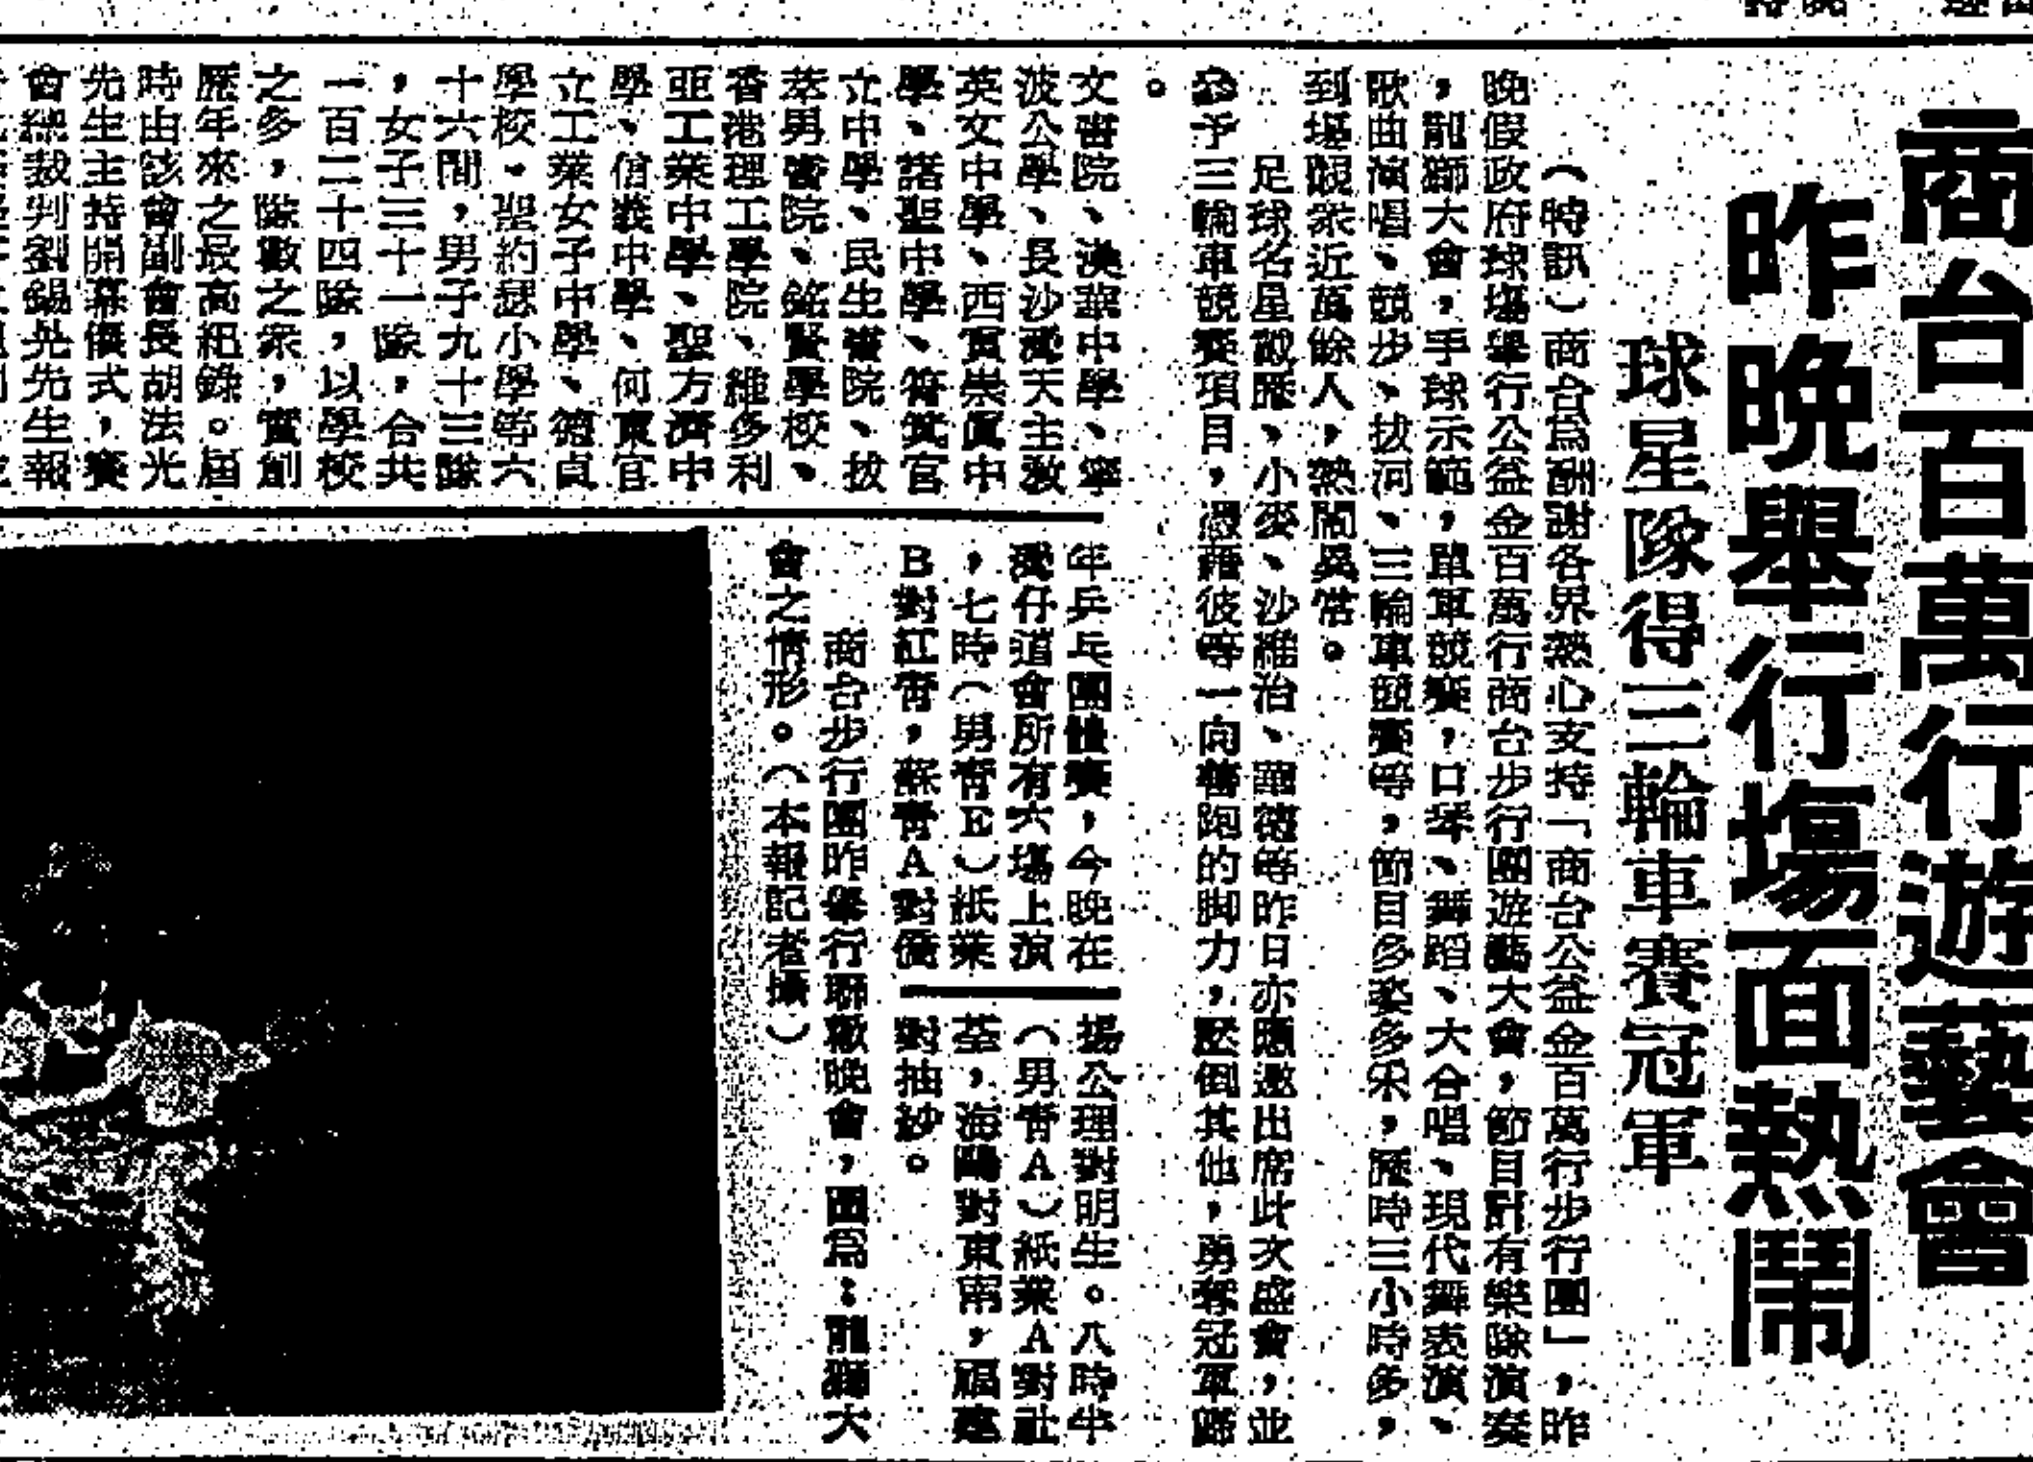 商台百萬行遊藝會
昨晚舉行場面熱鬧
球星隊得三輪車賽冠軍
（特訊）商台爲酬謝各界熱心支持「商台公益金百萬行步行團」，昨
晚假政府球塲舉行公益金百萬行商台步行團遊藝大會，節目計有樂隊演奏
，龍獅大會，手球示範，單車競賽，口琴、舞蹈、大合唱、現代舞表演、
歌曲演唱、競步、拔河、三輪車競賽等，節目多姿多采，歷時三小時多，
到塲觀衆近萬餘人，熱鬧異常。
足球名星戴、小麥、沙維治、華德等昨日亦應邀出席此次盛會，並
參予三輪車競賽項目，憑藉彼等一向善跑的脚力，壓倒其他，勇奪冠軍歸
。
文書院、漢華中學、寧
波公學、長沙灣天主敎
英文中學、西貢崇眞中
學、諾聖中學、筲箕官
立中學、民生書院、拔
萃男書院、銘賢學校、
香港理工學院、維多利
亞工業中學、聖方濟中
學、信義中學、何東官
立工業女子中學、德貞
學校、聖約瑟小學等六
十六間，男子九十三隊
，女子三十一隊，合共
一百二十四隊，以學校
之多，隊數之衆，實創
歷年來之最高紀錄。屆
時由該會副會長胡法光
先生主持開幕儀式，賽
會總裁判劉錫先生報
年乒乓團體賽，今晚在
灣仔道會所有六塲上演
，七時（男靑E）紙業
B對紅靑，蘇靑A對僑
塲公理對明生。八時半
（男靑A）紙業A對社
荃，海鷗對東南，福建
對抽紗。
商台步行團昨舉行聯歡晚會，圖爲：龍獅大
會之情形。（本報記者攝）